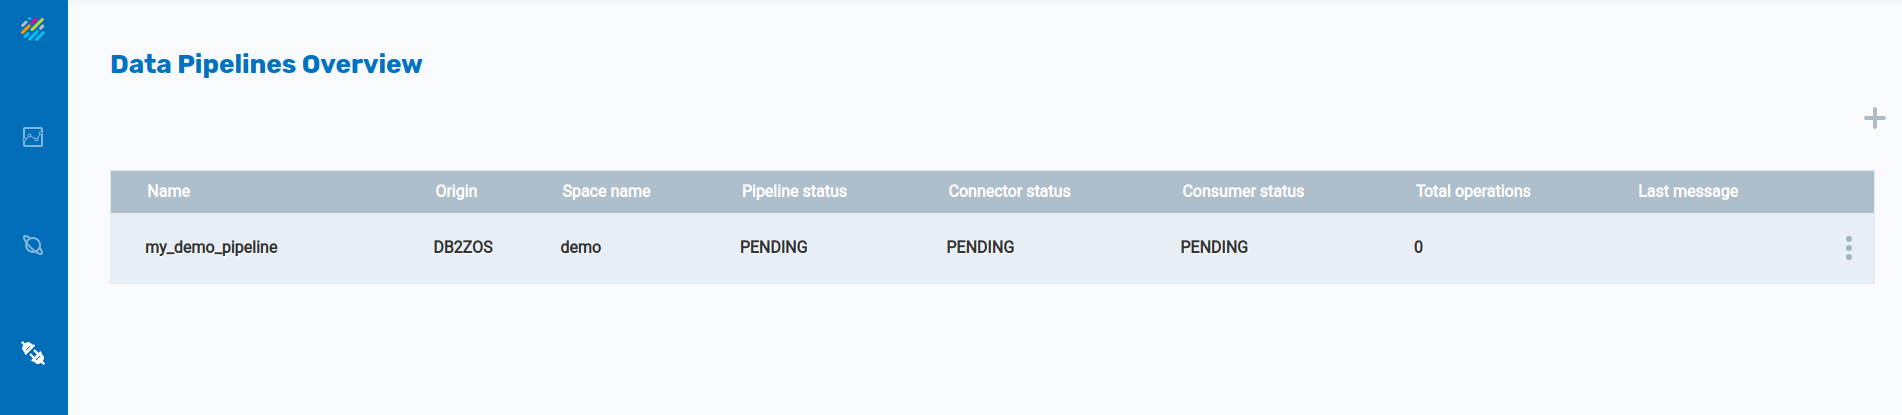 Data Pipelines Overview
Name Origin Space name Pipeline status Connector status Consumer status Total operations Last message
my_demo_pipeline DB2ZOS demo PENDING PENDING PENDING 0